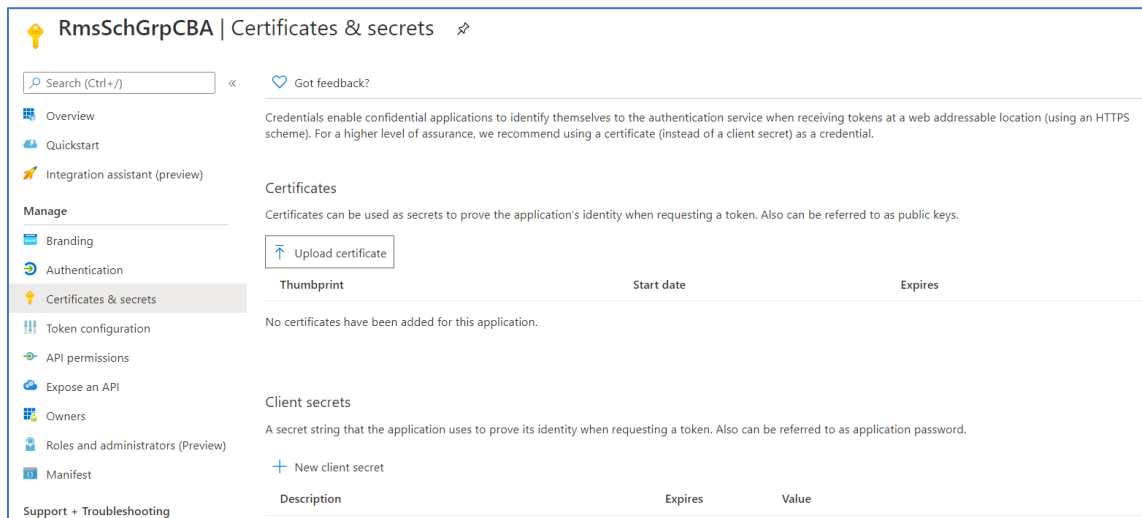 RmsSchGrpCBA | Certificates & secrets
Search (Ctrl+/)
«
Overview
Quickstart
Integration assistant (preview)
Manage
Branding
Authentication
Certificates & secrets
Token configuration
API permissions
Expose an API
Owners
Roles and administrators (Preview)
Manifest
Support + Troubleshooting
Got feedback?
Credentials enable confidential applications to identify themselves to the authentication service when receiving tokens at a web addressable location (using an HTTPS
scheme). For a higher level of assurance, we recommend using a certificate (instead of a client secret) as a credential.
Certificates
Certificates can be used as secrets to prove the application's identity when requesting a token. Also can be referred to as public keys.
Upload certificate
Thumbprint Start date Expires
No certificates have been added for this application.
Client secrets
A secret string that the application uses to prove its identity when requesting a token. Also can be referred to as application password.
New client secret
Description Expires Value